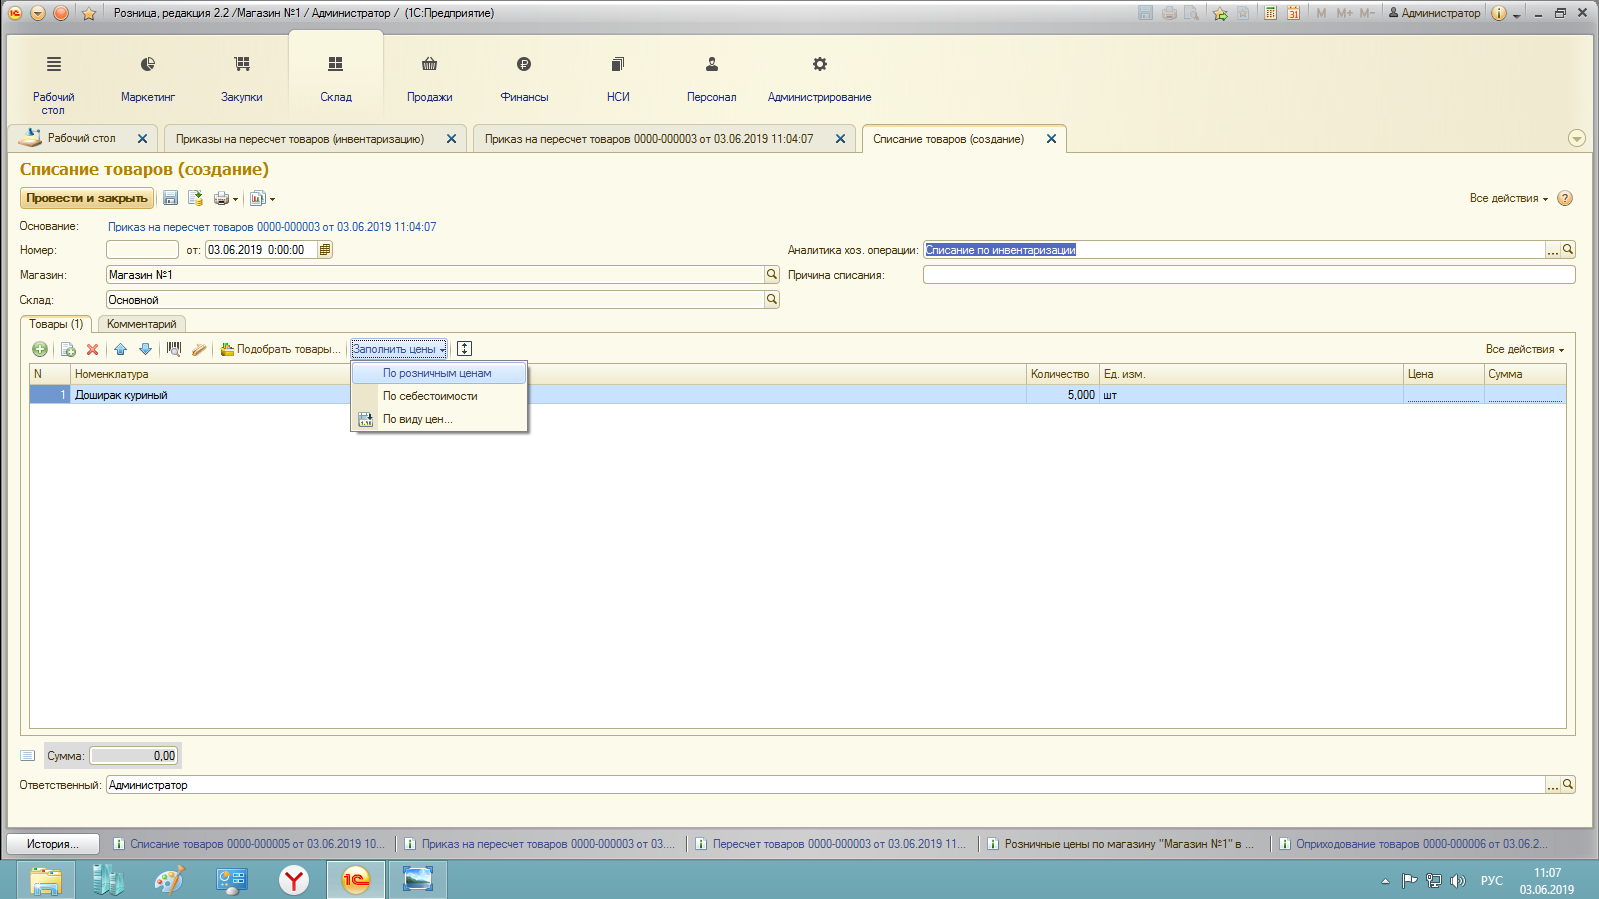 Розница, редакция 2.2 /Магазин №1 / Администратор / (1С:Предприятие)
M M+ M- Администратор
Рабочий стол
Маркетинг
Закупки
Склад
Продажи
Финансы
НСИ
Персонал
Администрирование
Рабочий стол
Приказы на пересчет товаров (инвентаризацию)
Приказ на пересчет товаров 0000-000003 от 03.06.2019 11:04:07
Списание товаров (создание)
Списание товаров (создание)
Провести и закрыть
Все действия
Основание: Приказ на пересчет товаров 0000-000003 от 03.06.2019 11:04:07
Номер: от: 03.06.2019 0:00:00
Аналитика хоз. операции: Списание по инвентаризации
Магазин: Магазин №1
Причина списания:
Склад: Основной
Товары (1) Комментарий
Подобрать товары... Заполнить цены
Все действия
N Номенклатура Количество Ед. изм. Цена Сумма
1 Доширак куриный 5,000 шт
По розничным ценам
По себестоимости
По виду цен...
Сумма: 0,00
Ответственный: Администратор
История...
Списание товаров 0000-000005 от 03.06.2019 10...
Приказ на пересчет товаров 0000-000003 от 03....
Пересчет товаров 0000-000003 от 03.06.2019 11...
Розничные цены по магазину "Магазин №1" в ...
Оприходование товаров 0000-000006 от 03.06.2...
РУС
11:07
03.06.2019